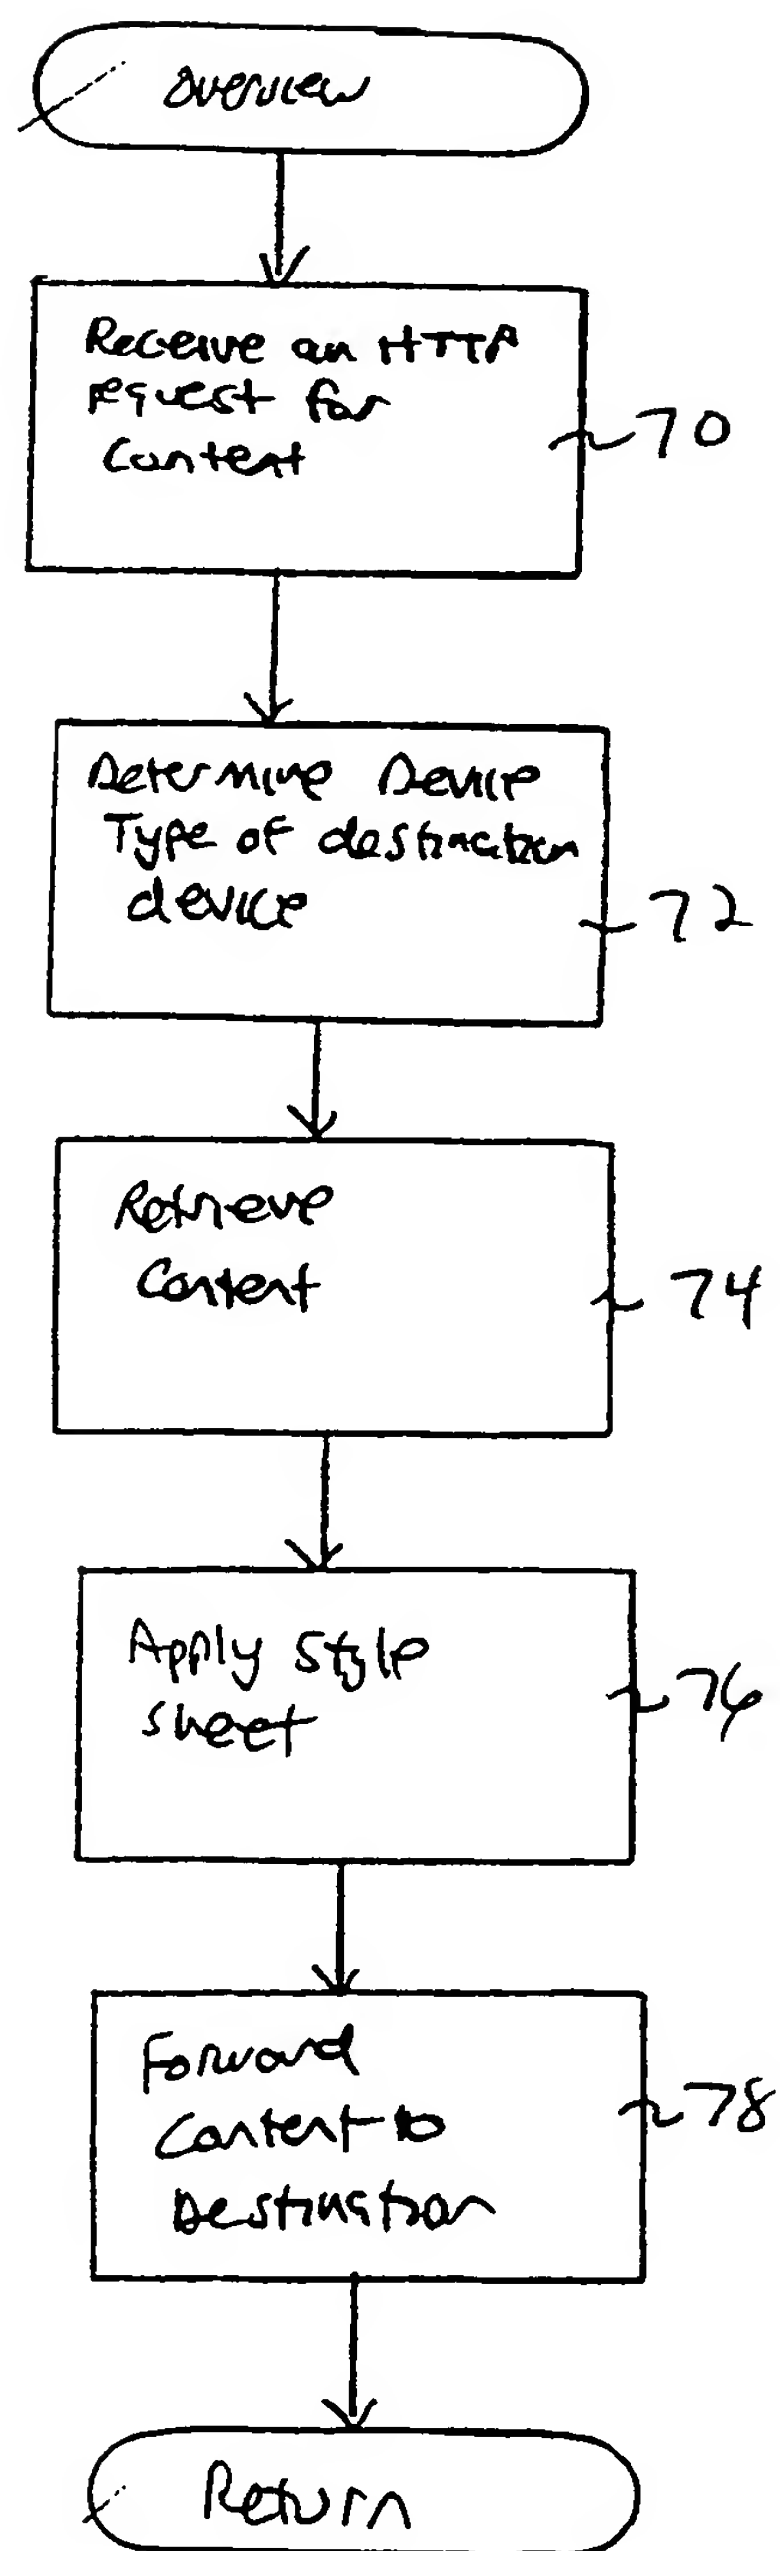 Overview
Receive an HTTP
request for
Content
70
Determine Device
Type of destination
device
72
Retrieve
Content
74
Apply Style
sheet
76
Forward
Content to
Destination
78
Return